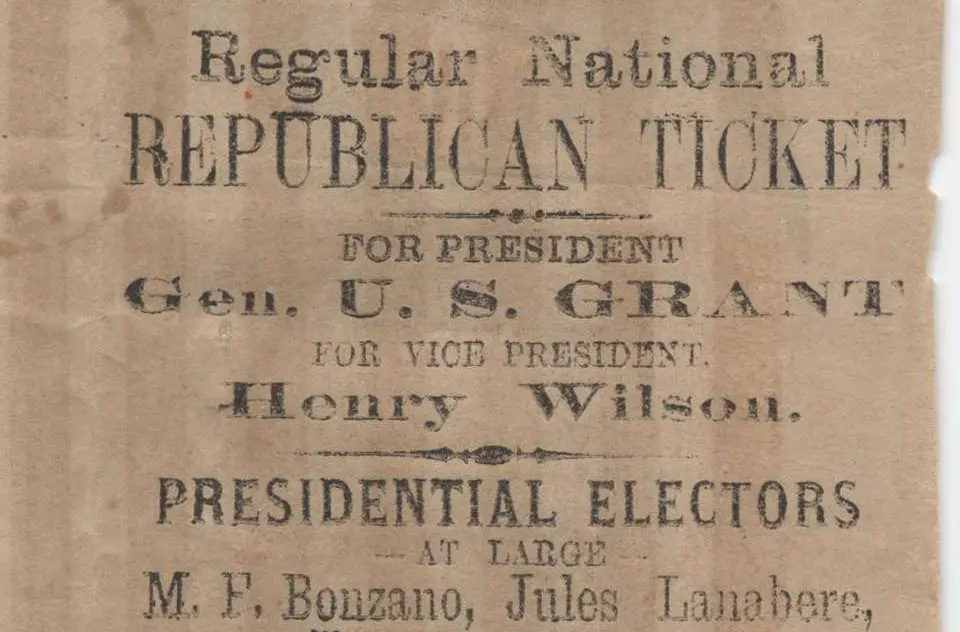 Regular National
REPUBLICAN TICKET
FOR PRESIDENT
Gen. U. S. GRANT
FOR VICE PRESIDENT.
Henry Wilson.
PRESIDENTIAL ELECTORS
— AT LARGE —
M. F. Bonzano, Jules Lanabere,